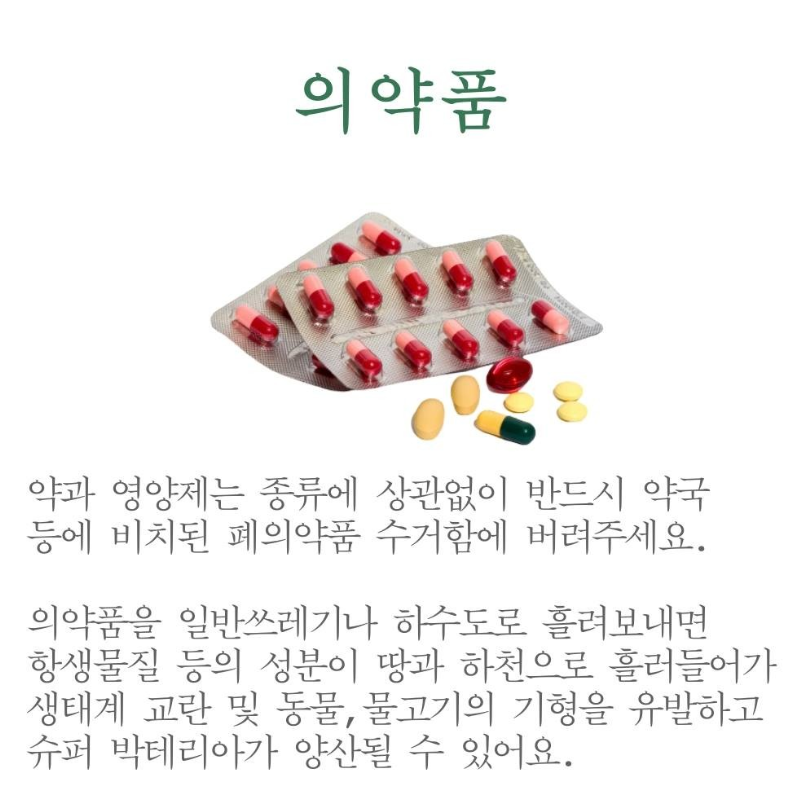 의약품
약과 영양제는 종류에 상관없이 반드시 약국
등에 비치된 폐의약품 수거함에 버려주세요.
의약품을 일반쓰레기나 하수도로 흘려보내면
항생물질 등의 성분이 땅과 하천으로 흘러들어가
생태계 교란 및 동물,물고기의 기형을 유발하고
슈퍼 박테리아가 양산될 수 있어요.